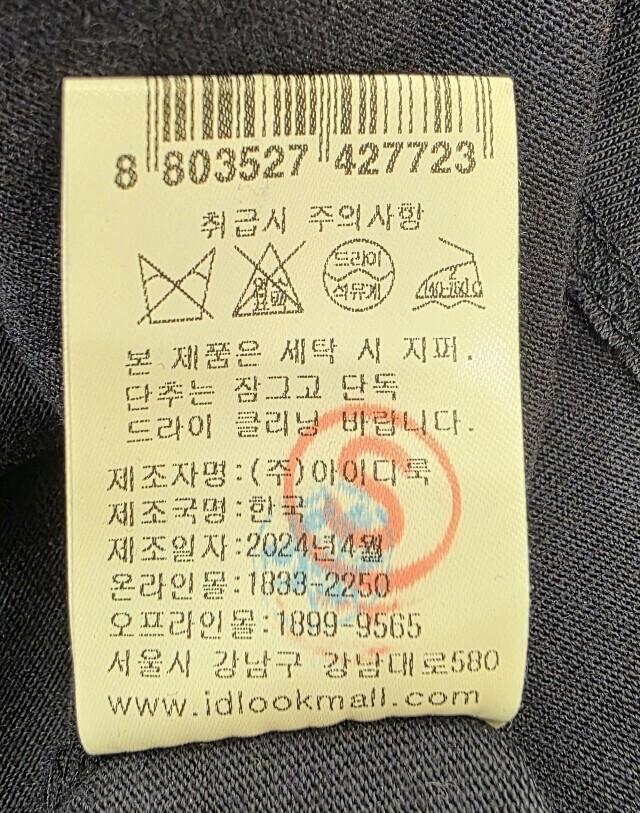 8 803527 427723
취급시 주의사항
드라이
석유계
본 제품은 세탁 시 지퍼.
단추는 잠그고 단독
드라이 클리닝 바랍니다.
제조자명:(주)아이디룩
제조국명:한국
제조일자:2024년4월
온라인몰:1833-2250
오프라인몰:1899-9565
서울시 강남구 강남대로580
www.idlookmall.com
S